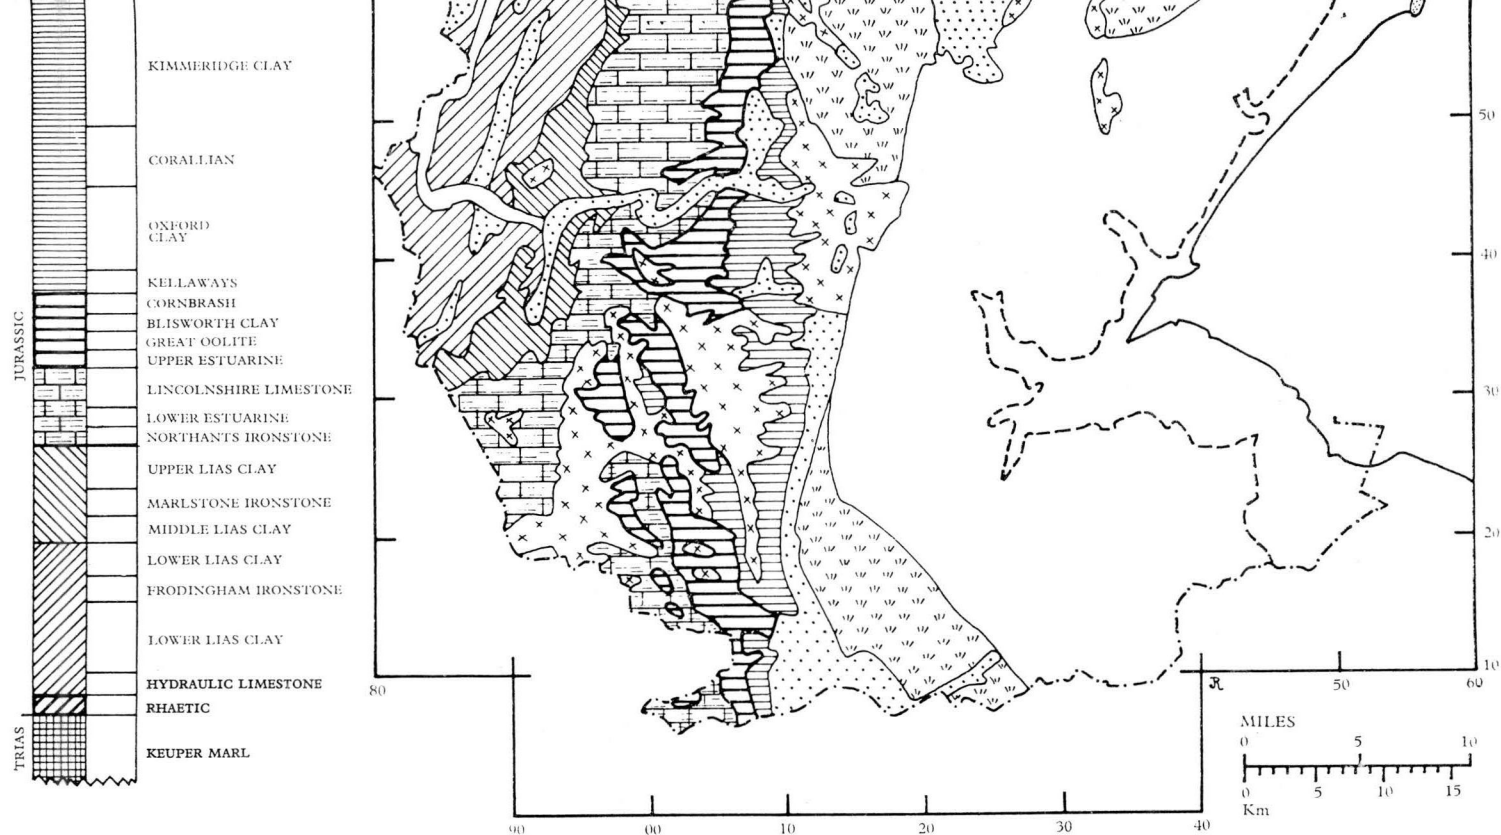 KIMMERIDGE CLAY
CORALLIAN
OXFORD
CLAY
KELLAWAYS
CORNBRASH
BLISWORTH CLAY
GREAT OOLITE
UPPER ESTUARINE
LINCOLNSHIRE LIMESTONE
LOWER ESTUARINE
NORTHANTS IRONSTONE
UPPER LIAS CLAY
MARLSTONE IRONSTONE
MIDDLE LIAS CLAY
LOWER LIAS CLAY
FRODINGHAM IRONSTONE
LOWER LIAS CLAY
HYDRAULIC LIMESTONE
RHAETIC
KEUPER MARL
JURASSIC
TRIAS
50
40
30
20
10
80
50
60
90
00
10
20
30
40
JR
MILES
0 5 10
0 5 10 15
Km